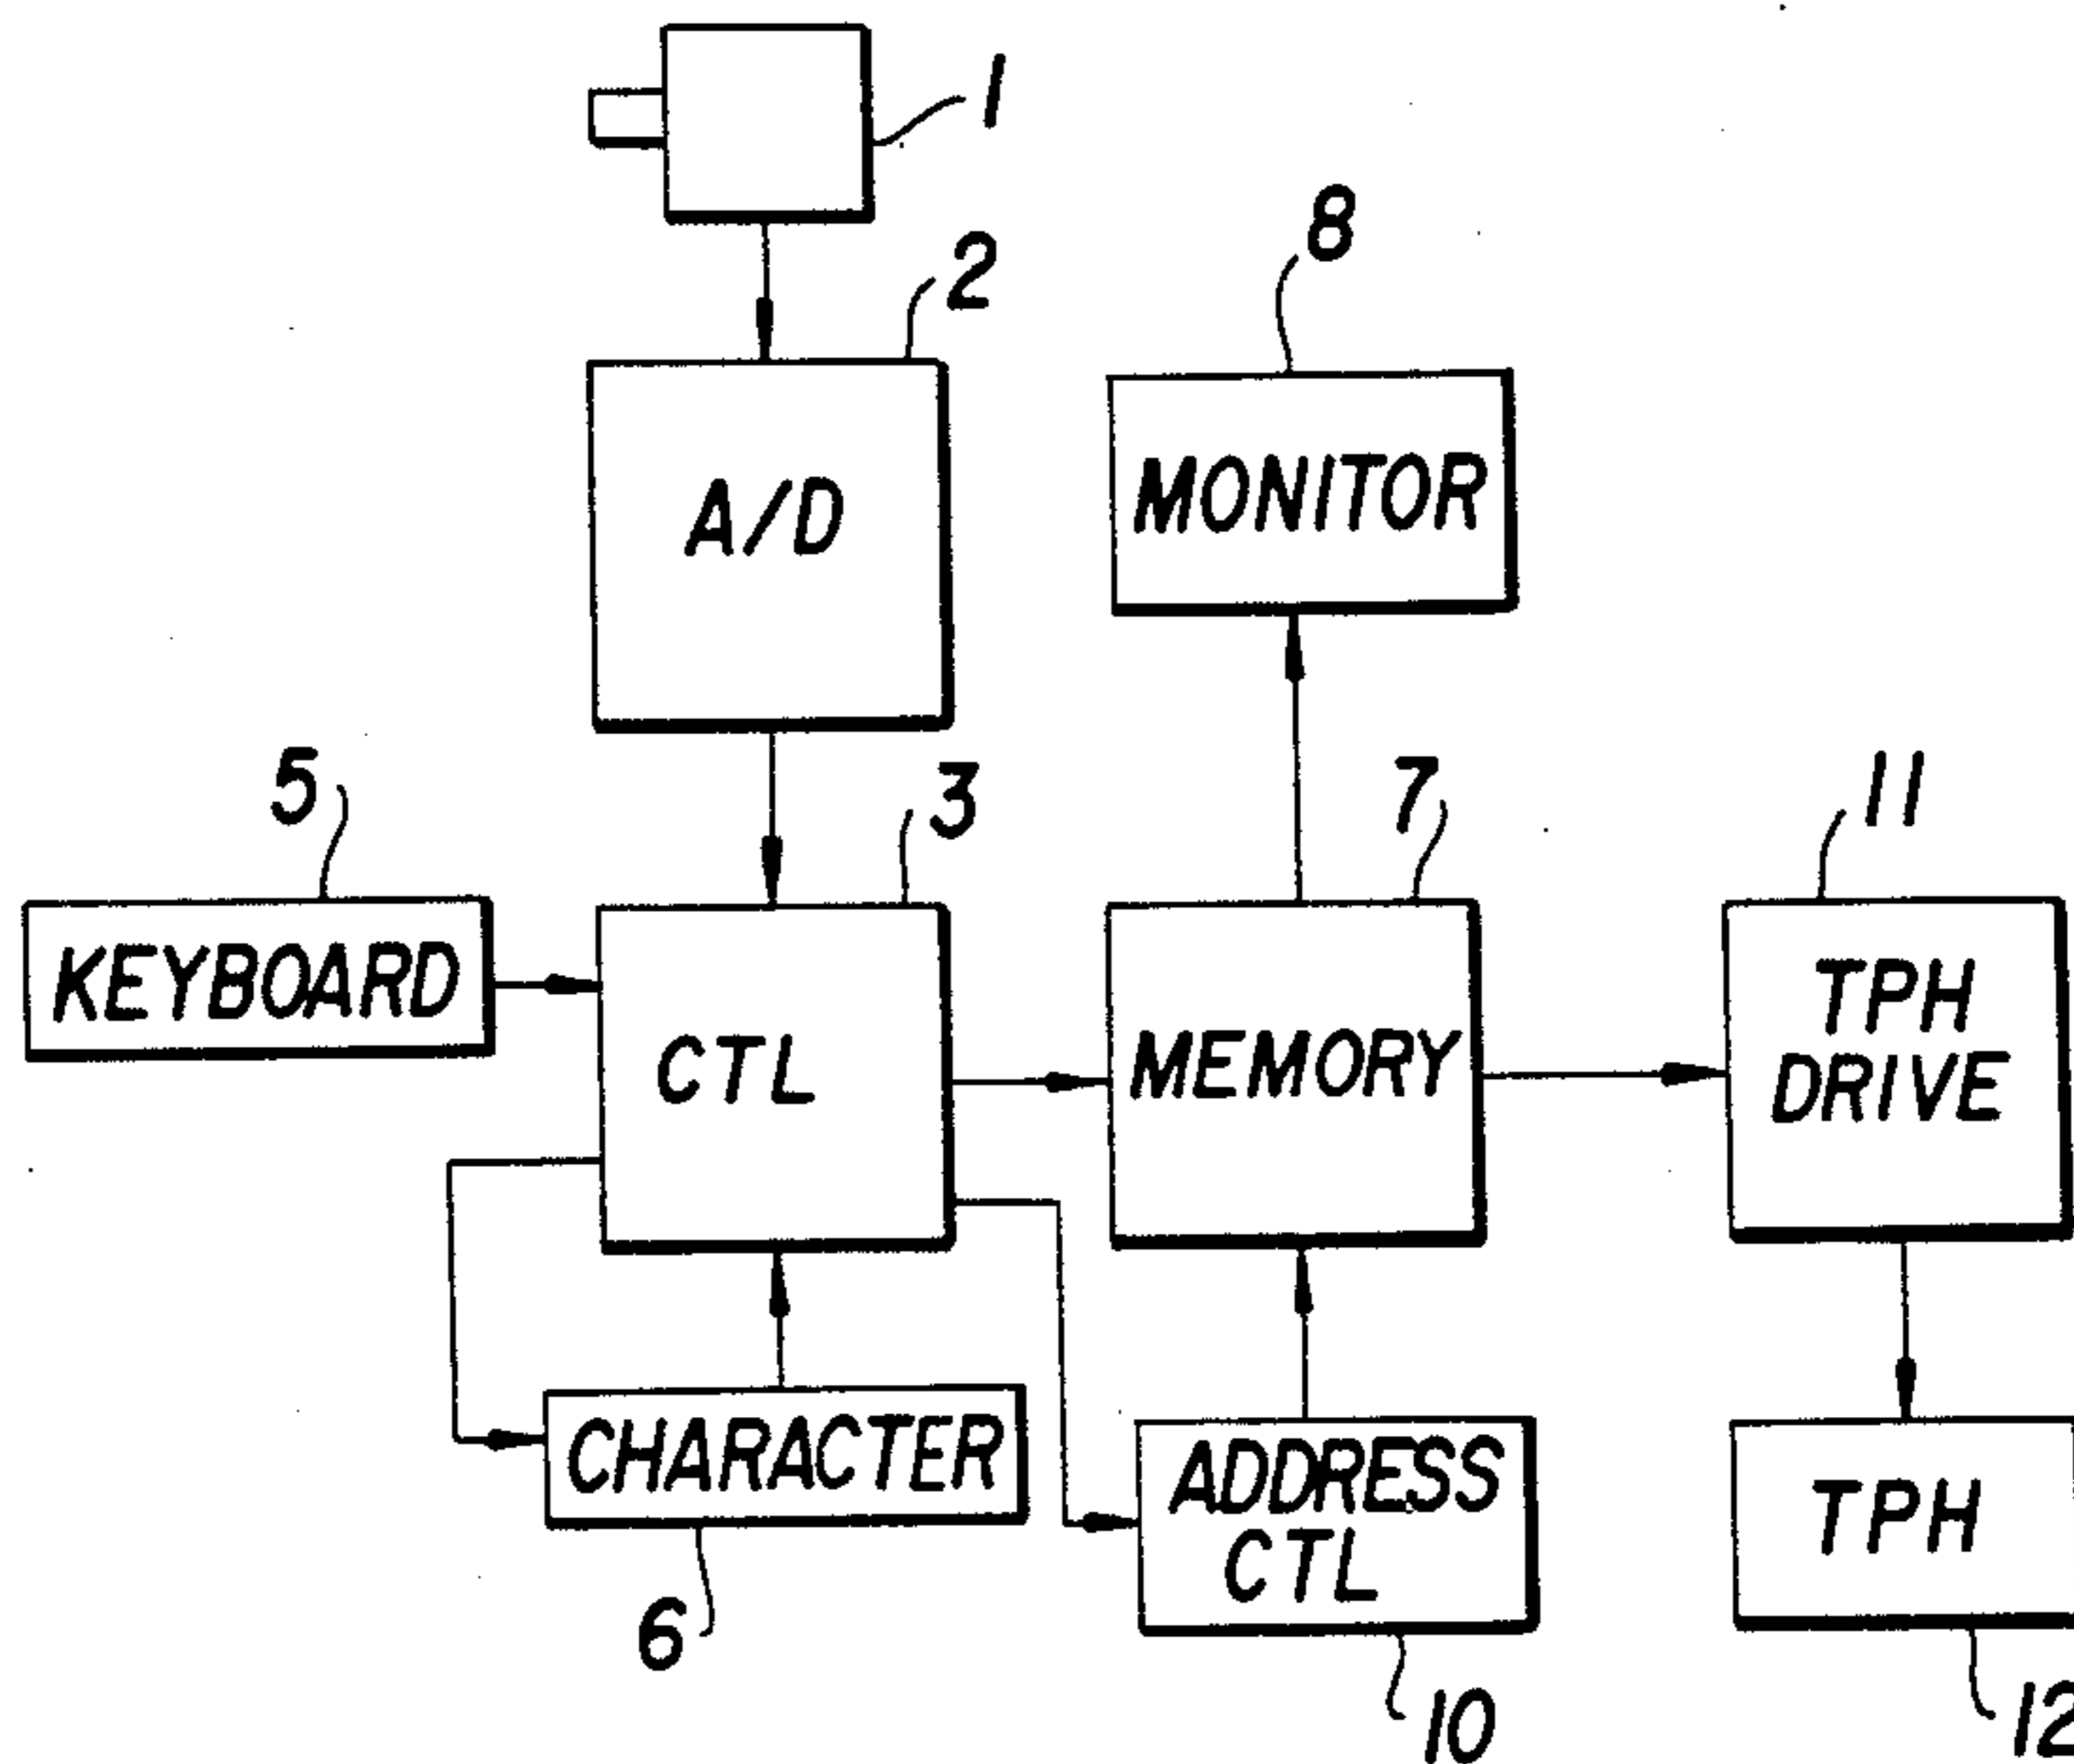 1
2
8
A/D
MONITOR
5
3
7
11
KEYBOARD
CTL
MEMORY
TPH
DRIVE
CHARACTER
ADDRESS
CTL
TPH
6
10
12